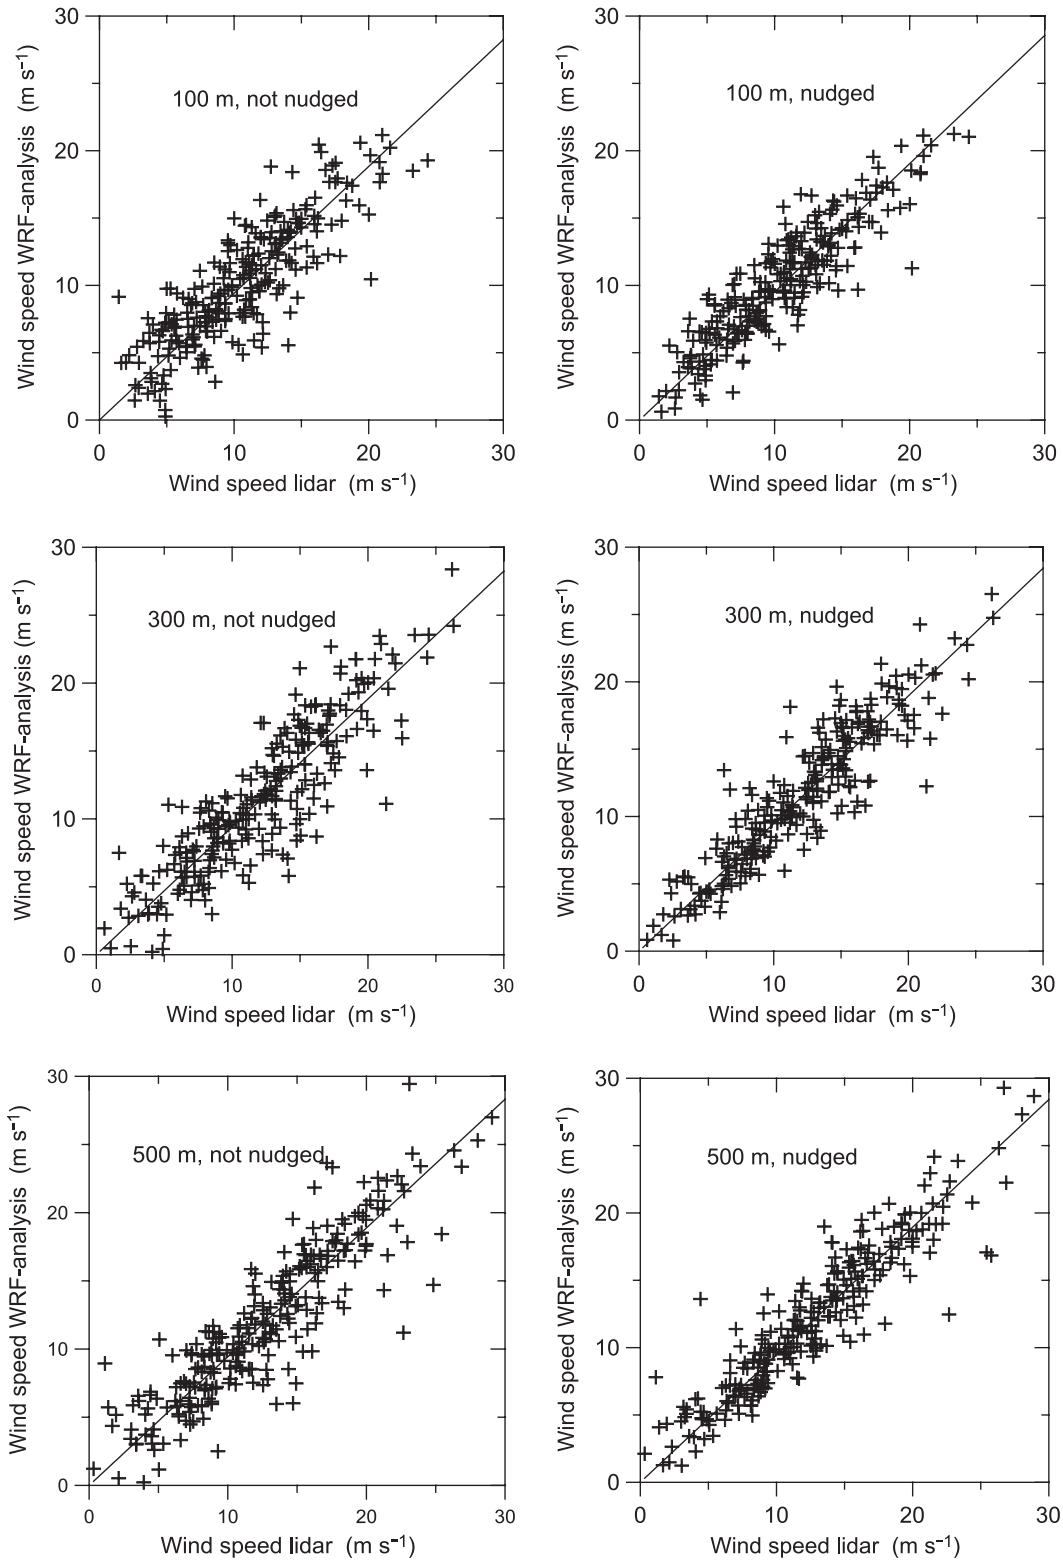 30
20
10
0
Wind speed WRF-analysis (m s⁻¹)
100 m, not nudged
0 10 20 30
Wind speed lidar (m s⁻¹)
30
20
10
0
Wind speed WRF-analysis (m s⁻¹)
100 m, nudged
0 10 20 30
Wind speed lidar (m s⁻¹)
30
20
10
0
Wind speed WRF-analysis (m s⁻¹)
300 m, not nudged
0 10 20 30
Wind speed lidar (m s⁻¹)
30
20
10
0
Wind speed WRF-analysis (m s⁻¹)
300 m, nudged
0 10 20 30
Wind speed lidar (m s⁻¹)
30
20
10
0
Wind speed WRF-analysis (m s⁻¹)
500 m, not nudged
0 10 20 30
Wind speed lidar (m s⁻¹)
30
20
10
0
Wind speed WRF-analysis (m s⁻¹)
500 m, nudged
0 10 20 30
Wind speed lidar (m s⁻¹)